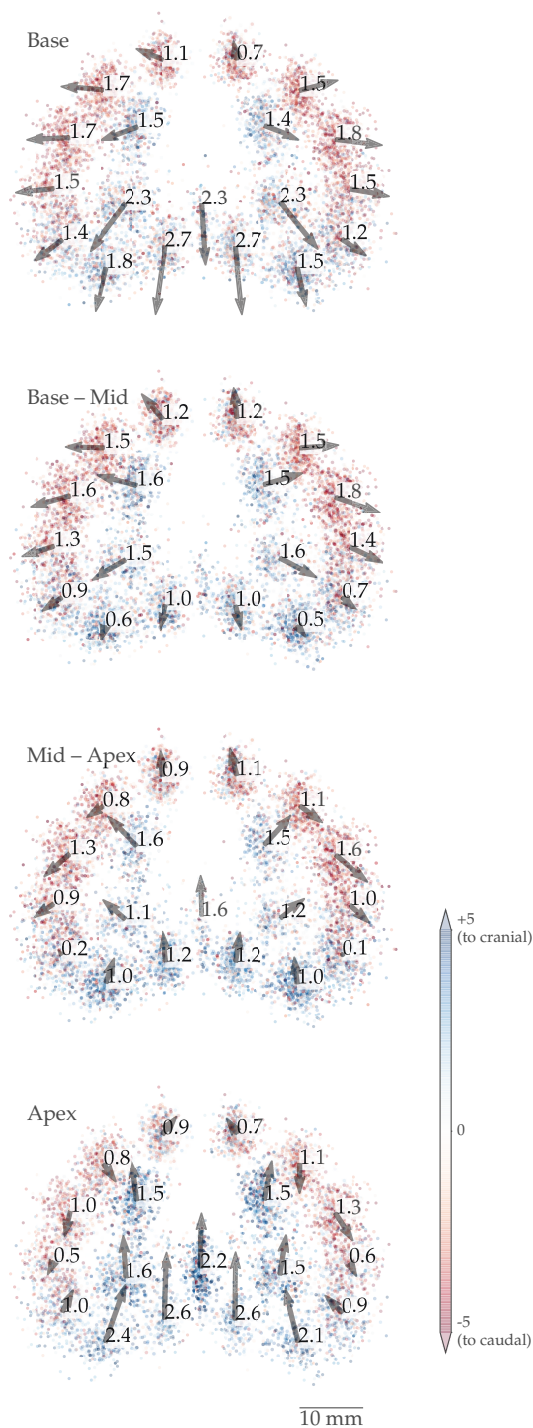 Base
1.1 0.7
1.7 1.5
1.7 1.5 1.4 1.8
1.5 2.3 2.3 2.3 1.5
1.4 2.7 2.7 1.2
1.8 1.5
Base – Mid
1.2 1.2
1.5 1.5
1.6 1.6 1.5 1.8
1.3 1.5 1.6 1.4
0.9 1.0 1.0 0.7
0.6 0.5
Mid – Apex
0.9 1.1
0.8 1.1
1.3 1.6 1.5 1.6
0.9 1.1 1.6 1.2 1.0
0.2 1.2 1.2 0.1
1.0 1.0
+5
(to cranial)
0
-5
(to caudal)
Apex
0.9 0.7
0.8 1.1
1.0 1.5 1.5 1.3
0.5 1.6 2.2 1.5 0.6
1.0 2.6 2.6 0.9
2.4 2.1
10 mm